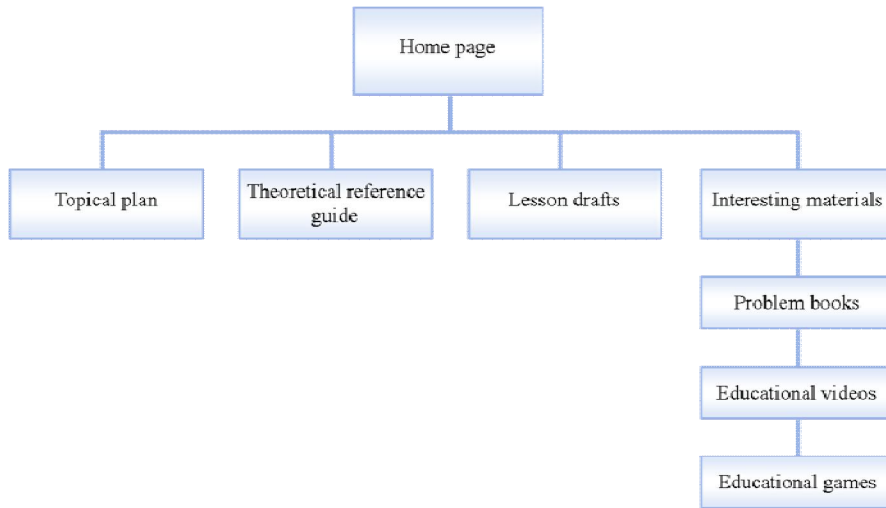 Home page
Topical plan
Theoretical reference
guide
Lesson drafts
Interesting materials
Problem books
Educational videos
Educational games